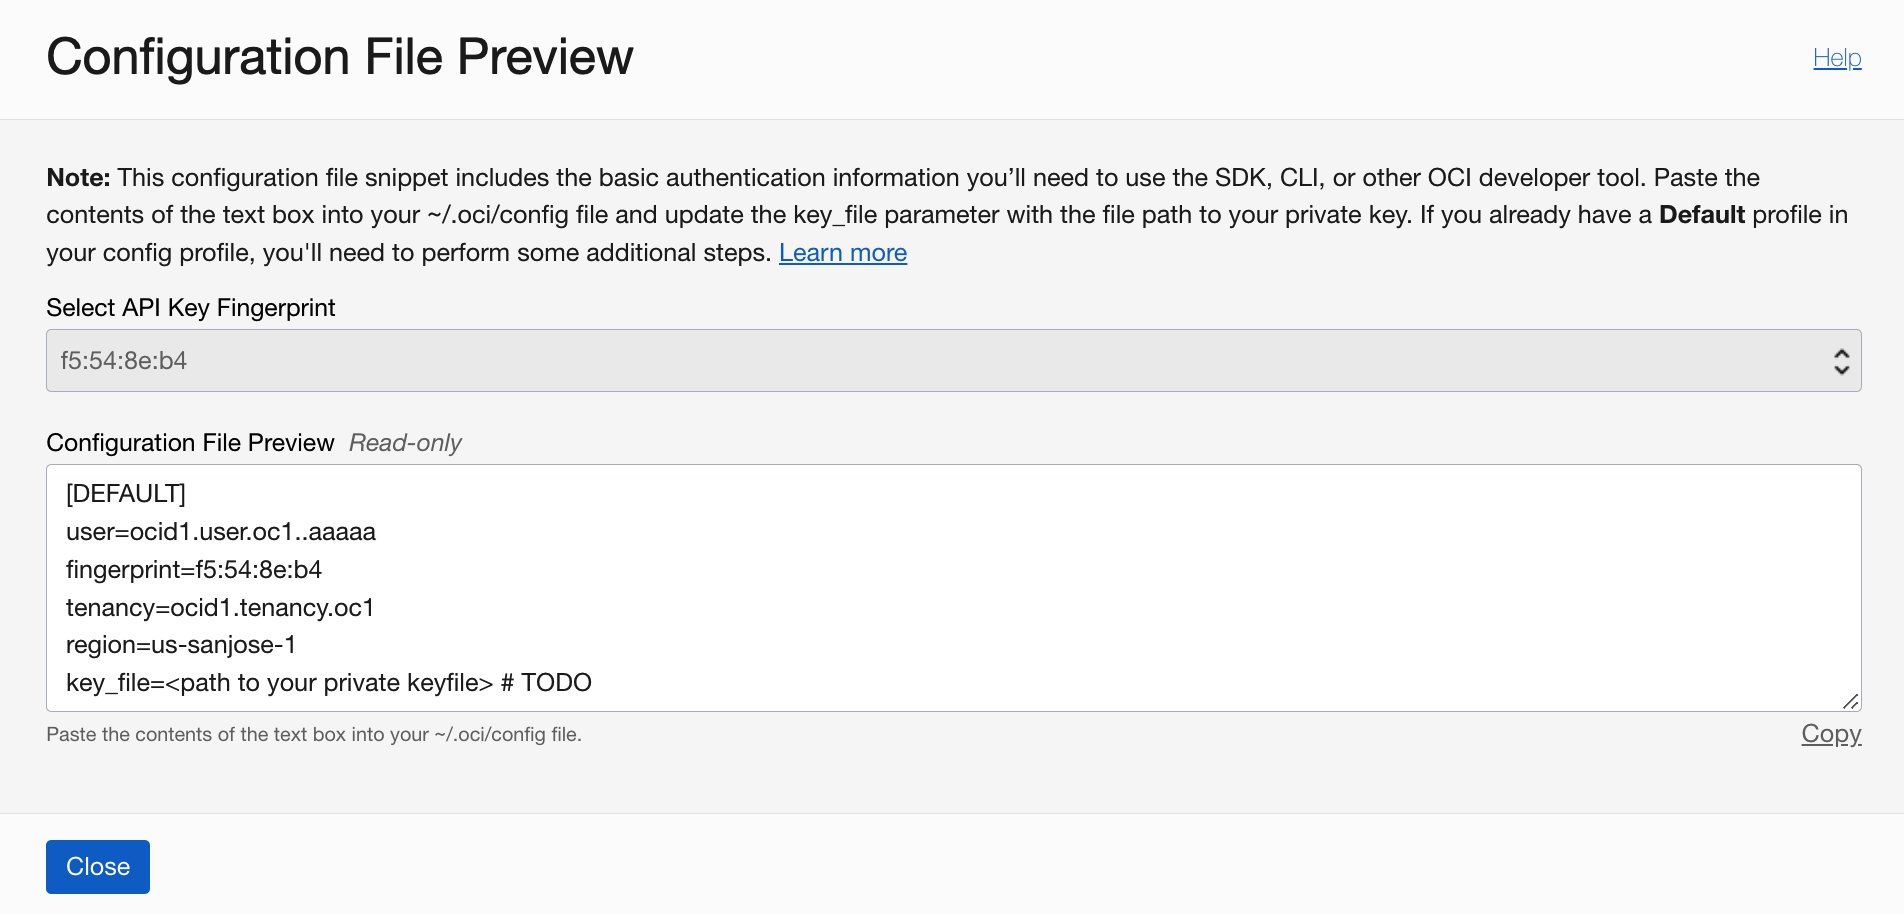 Configuration File Preview
Help
Note: This configuration file snippet includes the basic authentication information you’ll need to use the SDK, CLI, or other OCI developer tool. Paste the
contents of the text box into your ~/.oci/config file and update the key_file parameter with the file path to your private key. If you already have a Default profile in
your config profile, you'll need to perform some additional steps. Learn more
Select API Key Fingerprint
f5:54:8e:b4
Configuration File Preview Read-only
[DEFAULT]
user=ocid1.user.oc1..aaaaa
fingerprint=f5:54:8e:b4
tenancy=ocid1.tenancy.oc1
region=us-sanjose-1
key_file=<path to your private keyfile> # TODO
Paste the contents of the text box into your ~/.oci/config file.
Copy
Close